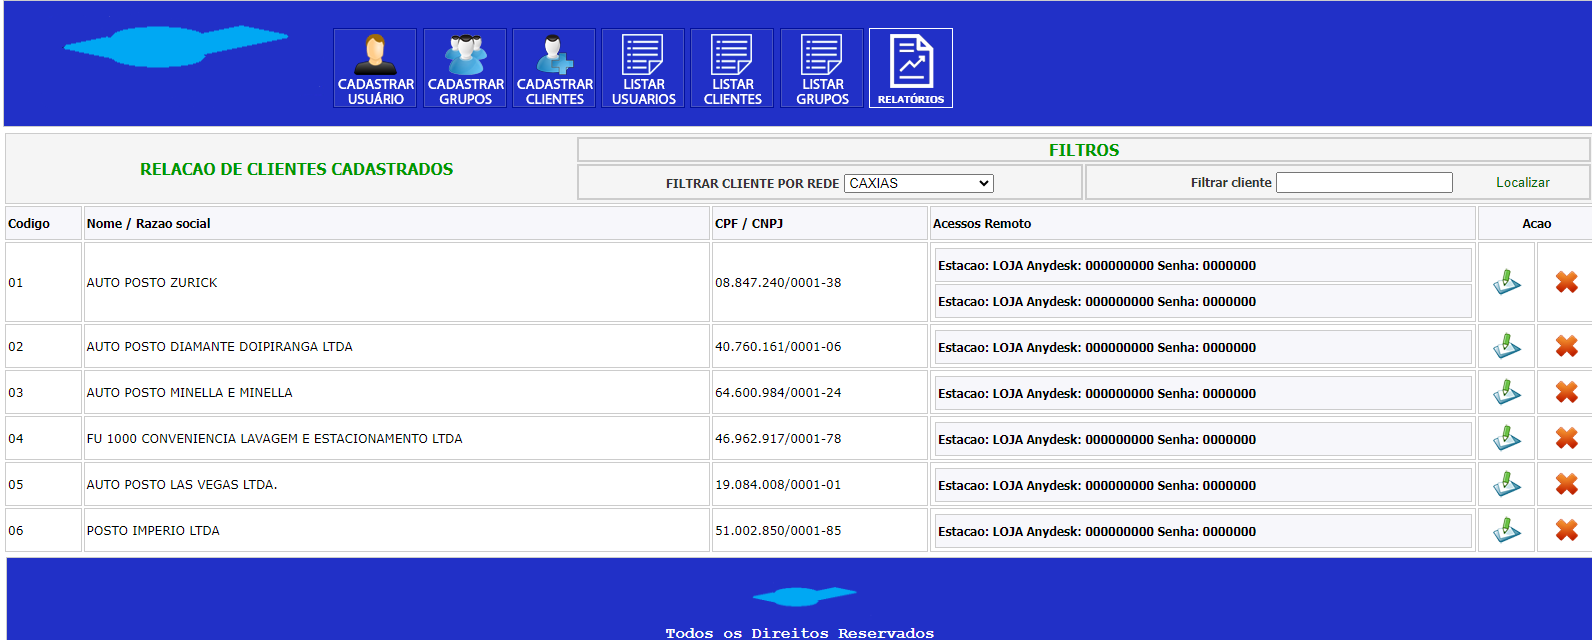 CADASTRAR USUÁRIO
CADASTRAR GRUPOS
CADASTRAR CLIENTES
LISTAR USUARIOS
LISTAR CLIENTES
LISTAR GRUPOS
RELATÓRIOS
RELACAO DE CLIENTES CADASTRADOS
FILTROS
FILTRAR CLIENTE POR REDE CAXIAS
Filtrar cliente Localizar
Codigo Nome / Razao social CPF / CNPJ Acessos Remoto Acao
01 AUTO POSTO ZURICK 08.847.240/0001-38 Estacao: LOJA Anydesk: 000000000 Senha: 0000000
Estacao: LOJA Anydesk: 000000000 Senha: 0000000
02 AUTO POSTO DIAMANTE DOIPIRANGA LTDA 40.760.161/0001-06 Estacao: LOJA Anydesk: 000000000 Senha: 0000000
03 AUTO POSTO MINELLA E MINELLA 64.600.984/0001-24 Estacao: LOJA Anydesk: 000000000 Senha: 0000000
04 FU 1000 CONVENIENCIA LAVAGEM E ESTACIONAMENTO LTDA 46.962.917/0001-78 Estacao: LOJA Anydesk: 000000000 Senha: 0000000
05 AUTO POSTO LAS VEGAS LTDA. 19.084.008/0001-01 Estacao: LOJA Anydesk: 000000000 Senha: 0000000
06 POSTO IMPERIO LTDA 51.002.850/0001-85 Estacao: LOJA Anydesk: 000000000 Senha: 0000000
Todos os Direitos Reservados